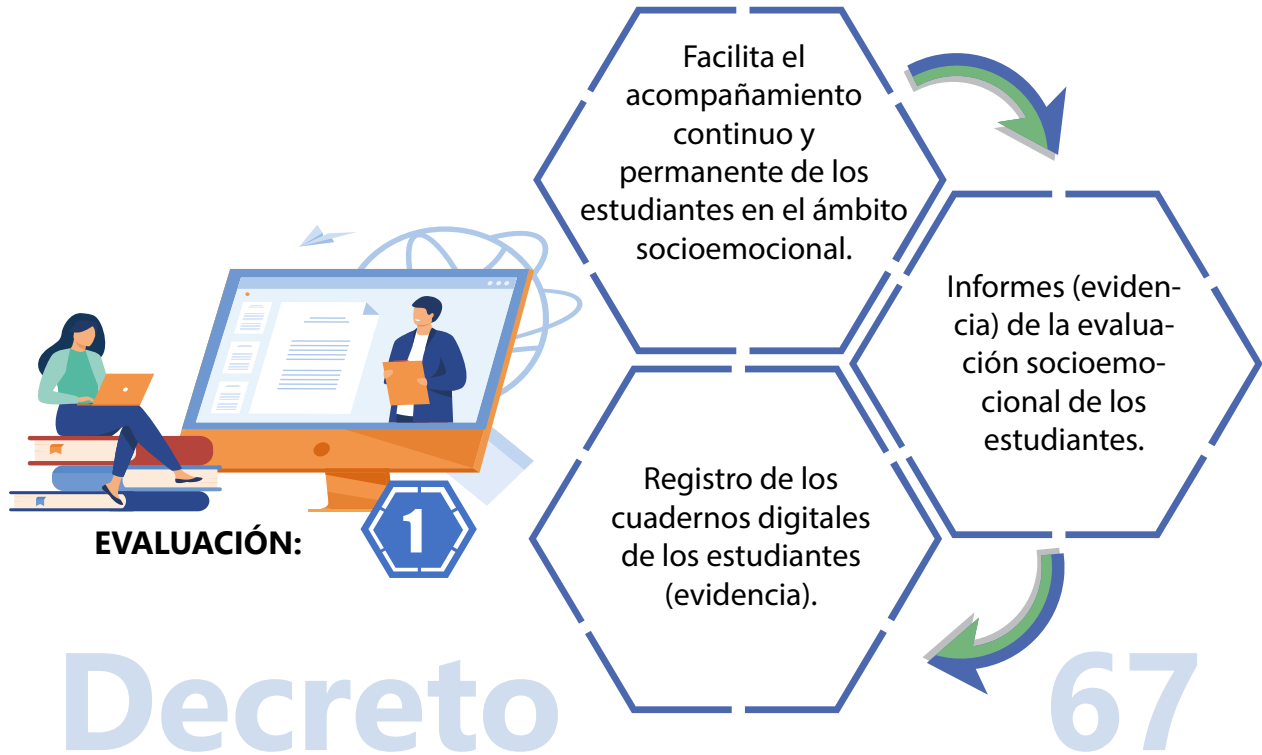 Facilita el
acompañamiento
continuo y
permanente de los
estudiantes en el ámbito
socioemocional.
Informes (eviden-
cia) de la evalua-
ción socioemo-
cional de los
estudiantes.
Registro de los
cuadernos digitales
de los estudiantes
(evidencia).
EVALUACIÓN:
1
Decreto 67